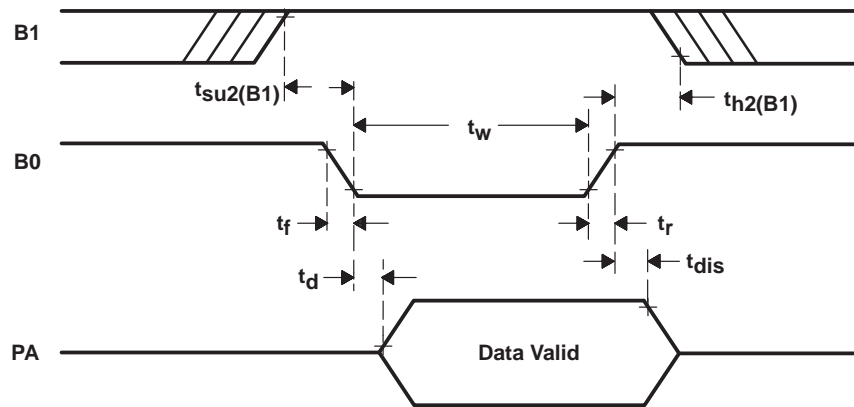 B1
tsu2(B1)
th2(B1)
tw
B0
tf
tr
td
tdis
PA
Data Valid